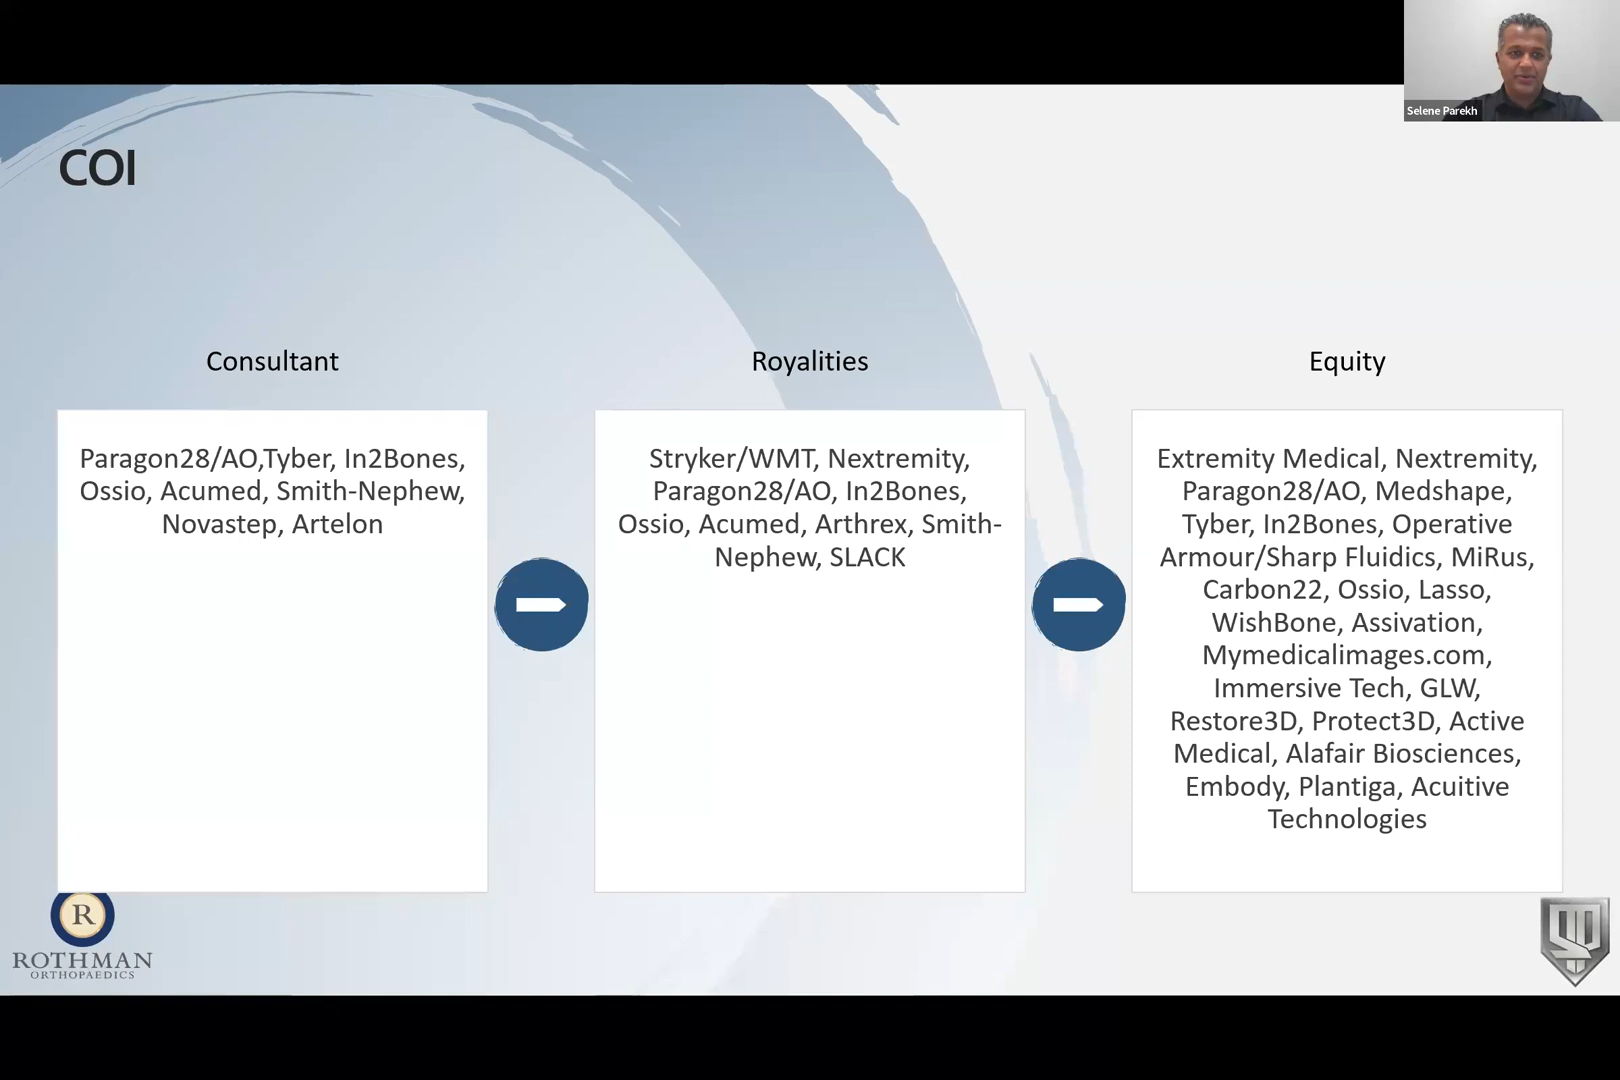 Selene Parekh
COI
Consultant
Paragon28/AO,Tyber, In2Bones,
Ossio, Acumed, Smith-Nephew,
Novastep, Artelon
Royalities
Stryker/WMT, Nextremity,
Paragon28/AO, In2Bones,
Ossio, Acumed, Arthrex, Smith-
Nephew, SLACK
Equity
Extremity Medical, Nextremity,
Paragon28/AO, Medshape,
Tyber, In2Bones, Operative
Armour/Sharp Fluidics, MiRus,
Carbon22, Ossio, Lasso,
WishBone, Assivation,
Mymedicalimages.com,
Immersive Tech, GLW,
Restore3D, Protect3D, Active
Medical, Alafair Biosciences,
Embody, Plantiga, Acuitive
Technologies
R
ROTHMAN
ORTHOPAEDICS